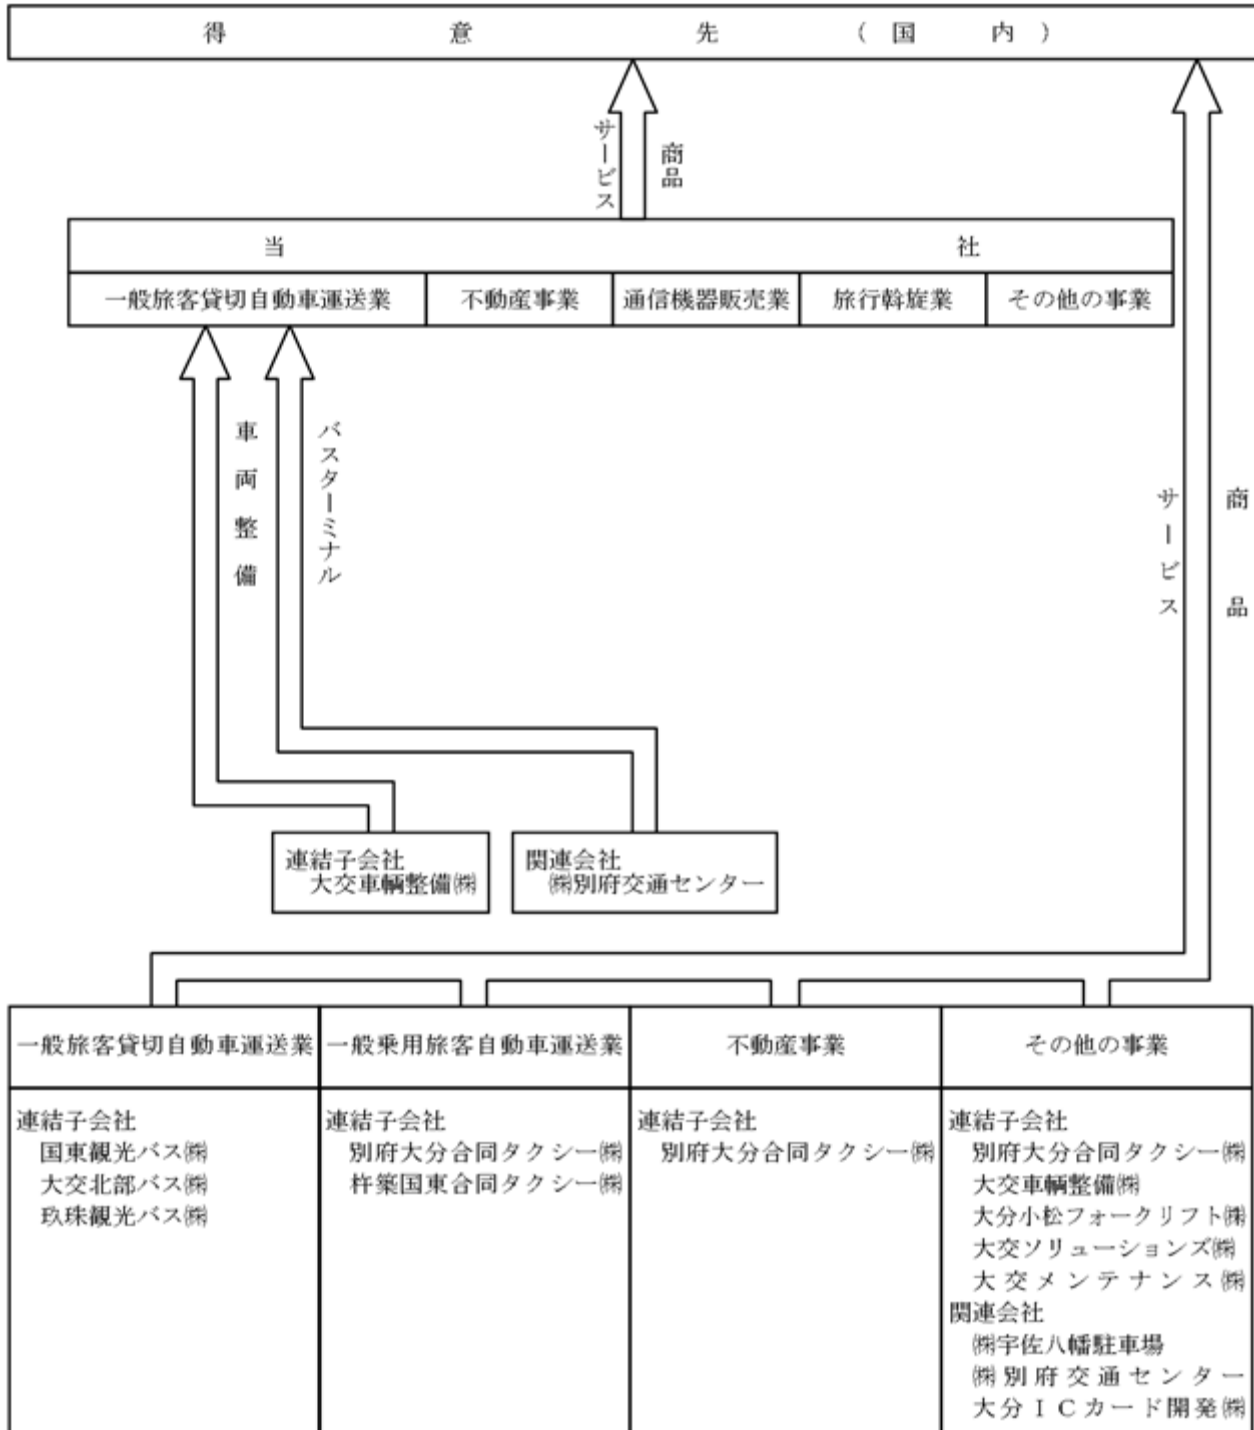 得意先(国内)
サービス
商品
当社
一般旅客貸切自動車運送業
不動産事業
通信機器販売業
旅行斡旋業
その他の事業
車両整備
バスターミナル
サービス
商品
連結子会社
大交車輌整備㈱
関連会社
㈱別府交通センター
一般旅客貸切自動車運送業
一般乗用旅客自動車運送業
不動産事業
その他の事業
連結子会社
国東観光バス㈱
大交北部バス㈱
玖珠観光バス㈱
連結子会社
別府大分合同タクシー㈱
杵築国東合同タクシー㈱
連結子会社
別府大分合同タクシー㈱
連結子会社
別府大分合同タクシー㈱
大交車輌整備㈱
大分小松フォークリフト㈱
大交ソリューションズ㈱
大交メンテナンス㈱
関連会社
㈱宇佐八幡駐車場
㈱別府交通センター
大分ICカード開発㈱